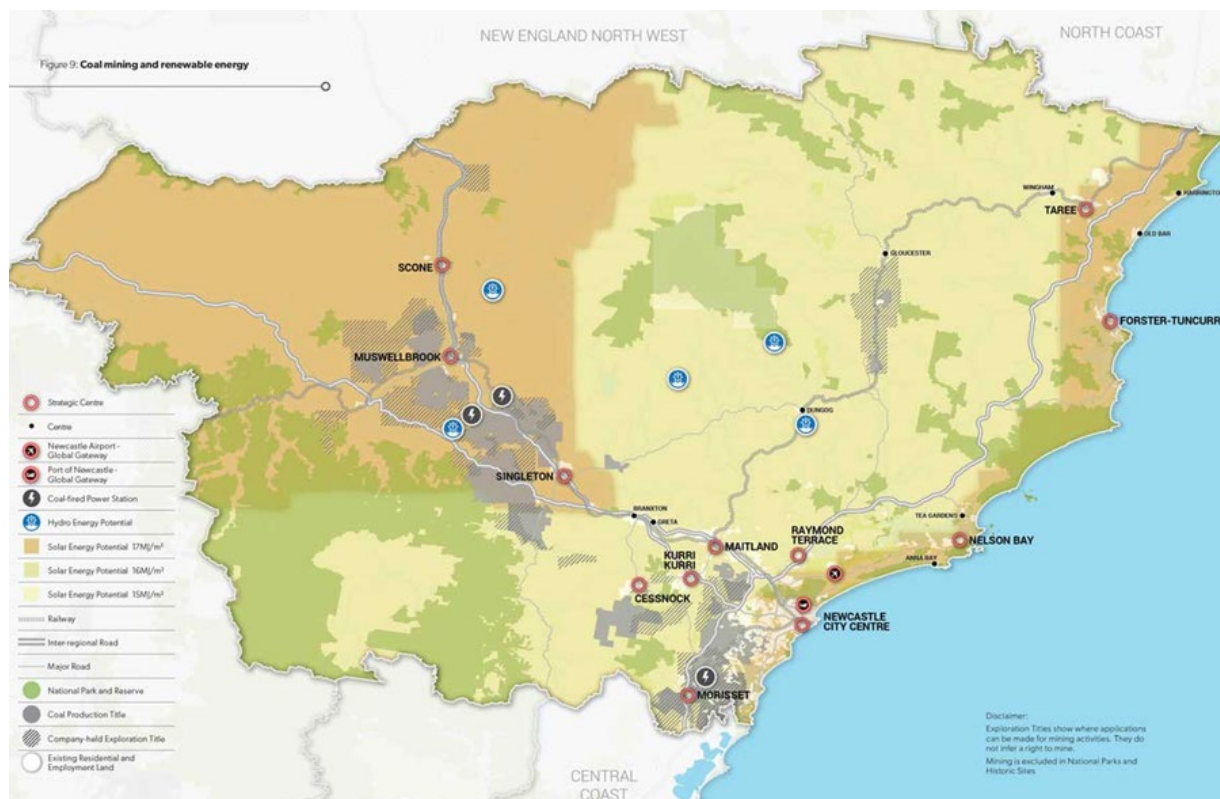 NEW ENGLAND NORTH WEST
NORTH COAST
Figure 9: Coal mining and renewable energy
WINGHAM
HARRINGTO
TAREE
OLD BAR
GLOUCESTER
SCONE
FORSTER-TUNCURR
MUSWELLBROOK
DUNGOG
SINGLETON
BRANXTON
GRETA
TEA GARDENS
RAYMOND
TERRACE
NELSON BAY
MAITLAND
ANNA BAY
KURRI
KURRI
CESSNOCK
NEWCASTLE
CITY CENTRE
MORISSET
CENTRAL
COAST
Strategic Centre
Centre
Newcastle Airport -
Global Gateway
Port of Newcastle -
Global Gateway
Coal-fired Power Station
Hydro Energy Potential
Solar Energy Potential 17MJ/m²
Solar Energy Potential 16MJ/m²
Solar Energy Potential 15MJ/m²
Railway
Inter-regional Road
Major Road
National Park and Reserve
Coal Production Title
Company-held Exploration Title
Existing Residential and
Employment Land
Disclaimer:
Exploration Titles show where applications
can be made for mining activities. They do
not infer a right to mine.
Mining is excluded in National Parks and
Historic Sites